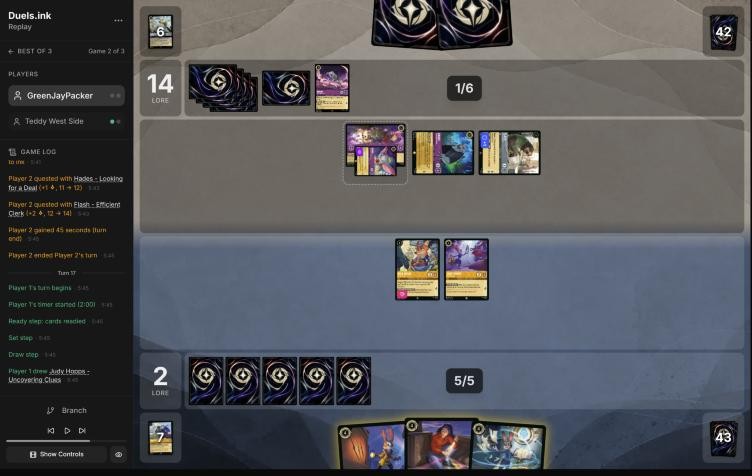 Duels.ink
Replay
← BEST OF 3
Game 2 of 3
PLAYERS
GreenJayPacker
Teddy West Side
GAME LOG
to ink · 5:41
Player 2 quested with Hades - Looking
for a Deal (+1 , 11 → 12) · 5:43
Player 2 quested with Flash - Efficient
Clerk (+2 , 12 → 14) · 5:43
Player 2 gained 45 seconds (turn
end) · 5:45
Player 2 ended Player 2's turn · 5:45
Turn 17
Player 1's turn begins · 5:45
Player 1's timer started (2:00) · 5:45
Ready step: cards readied · 5:45
Set step · 5:45
Draw step · 5:45
Player 1 drew Judy Hopps -
Uncovering Clues · 5:45
Branch
Show Controls
6
42
14
LORE
1/6
2
LORE
5/5
7
43